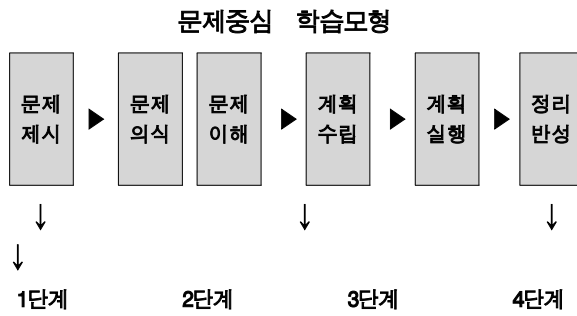 문제중심 학습모형
문제 문제 문제 계획 계획 정리
제시 의식 이해 수립 실행 반성
1단계 2단계 3단계 4단계